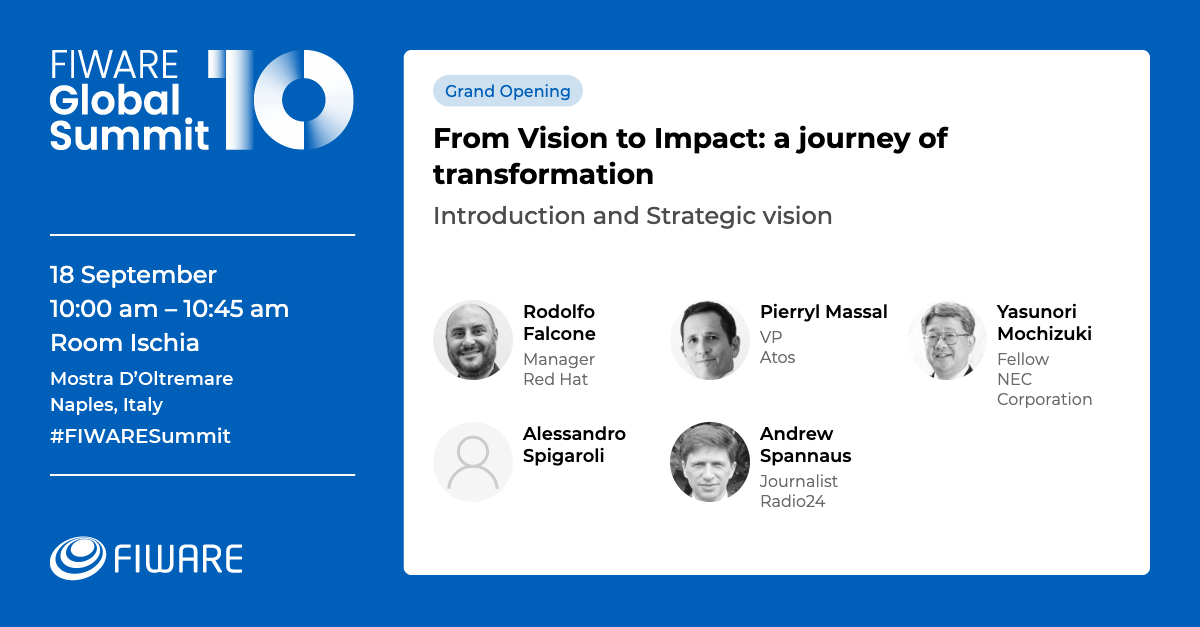 FIWARE
Global
Summit
10
18 September
10:00 am – 10:45 am
Room Ischia
Mostra D’Oltremare
Naples, Italy
#FIWARESummit
FIWARE
Grand Opening
From Vision to Impact: a journey of
transformation
Introduction and Strategic vision
Rodolfo
Falcone
Manager
Red Hat
Pierryl Massal
VP
Atos
Yasunori
Mochizuki
Fellow
NEC
Corporation
Alessandro
Spigaroli
Andrew
Spannaus
Journalist
Radio24